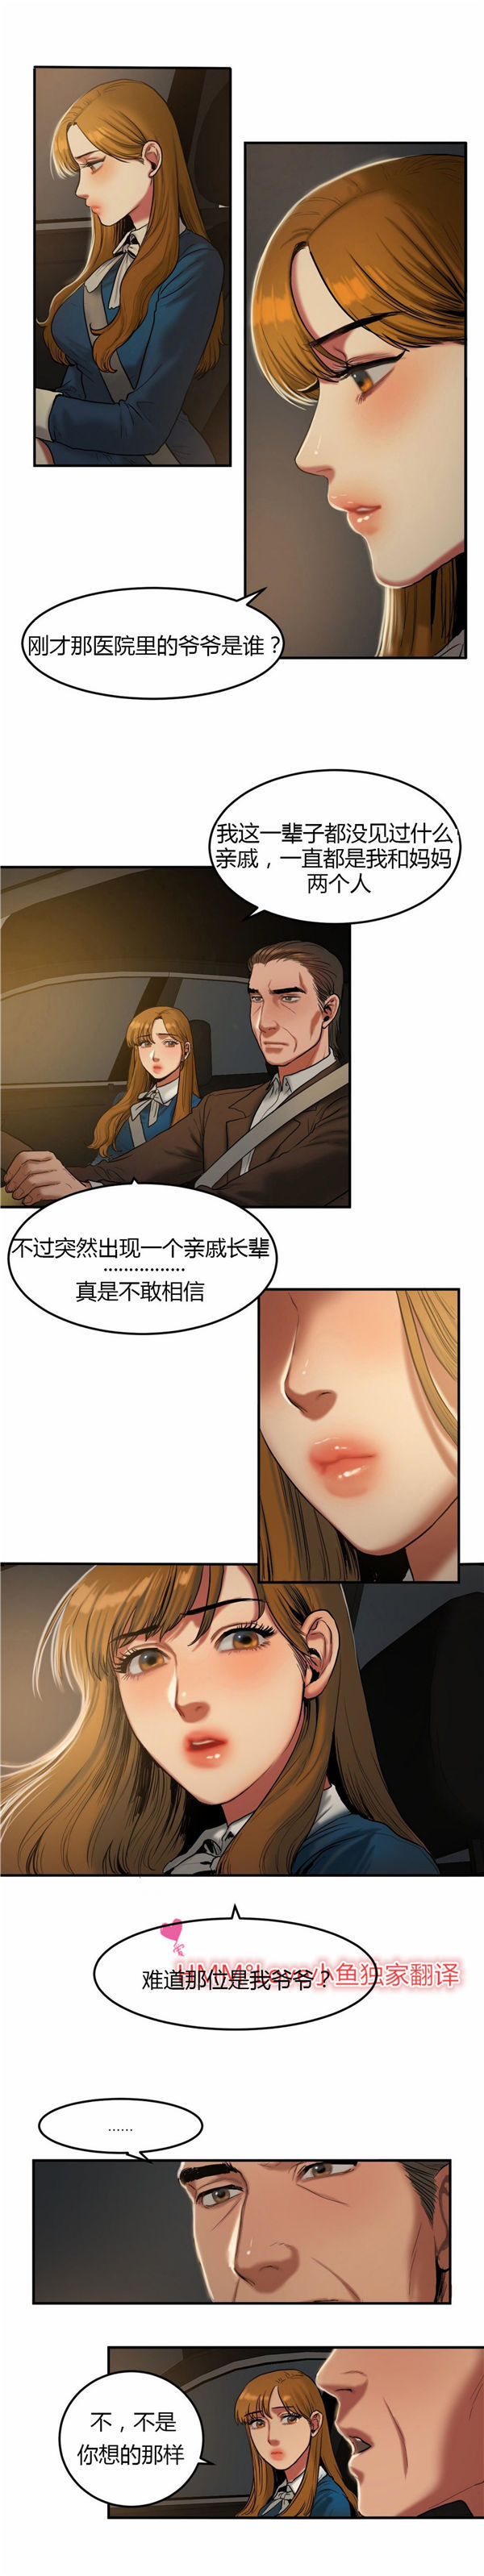 刚才那医院里的爷爷是谁？
我这一辈子都没见过什么
亲戚，一直都是我和妈妈
两个人
不过突然出现一个亲戚长辈
················
真是不敢相信
难道那位是我爷爷？
小鱼独家翻译
······
不，不是
你想的那样